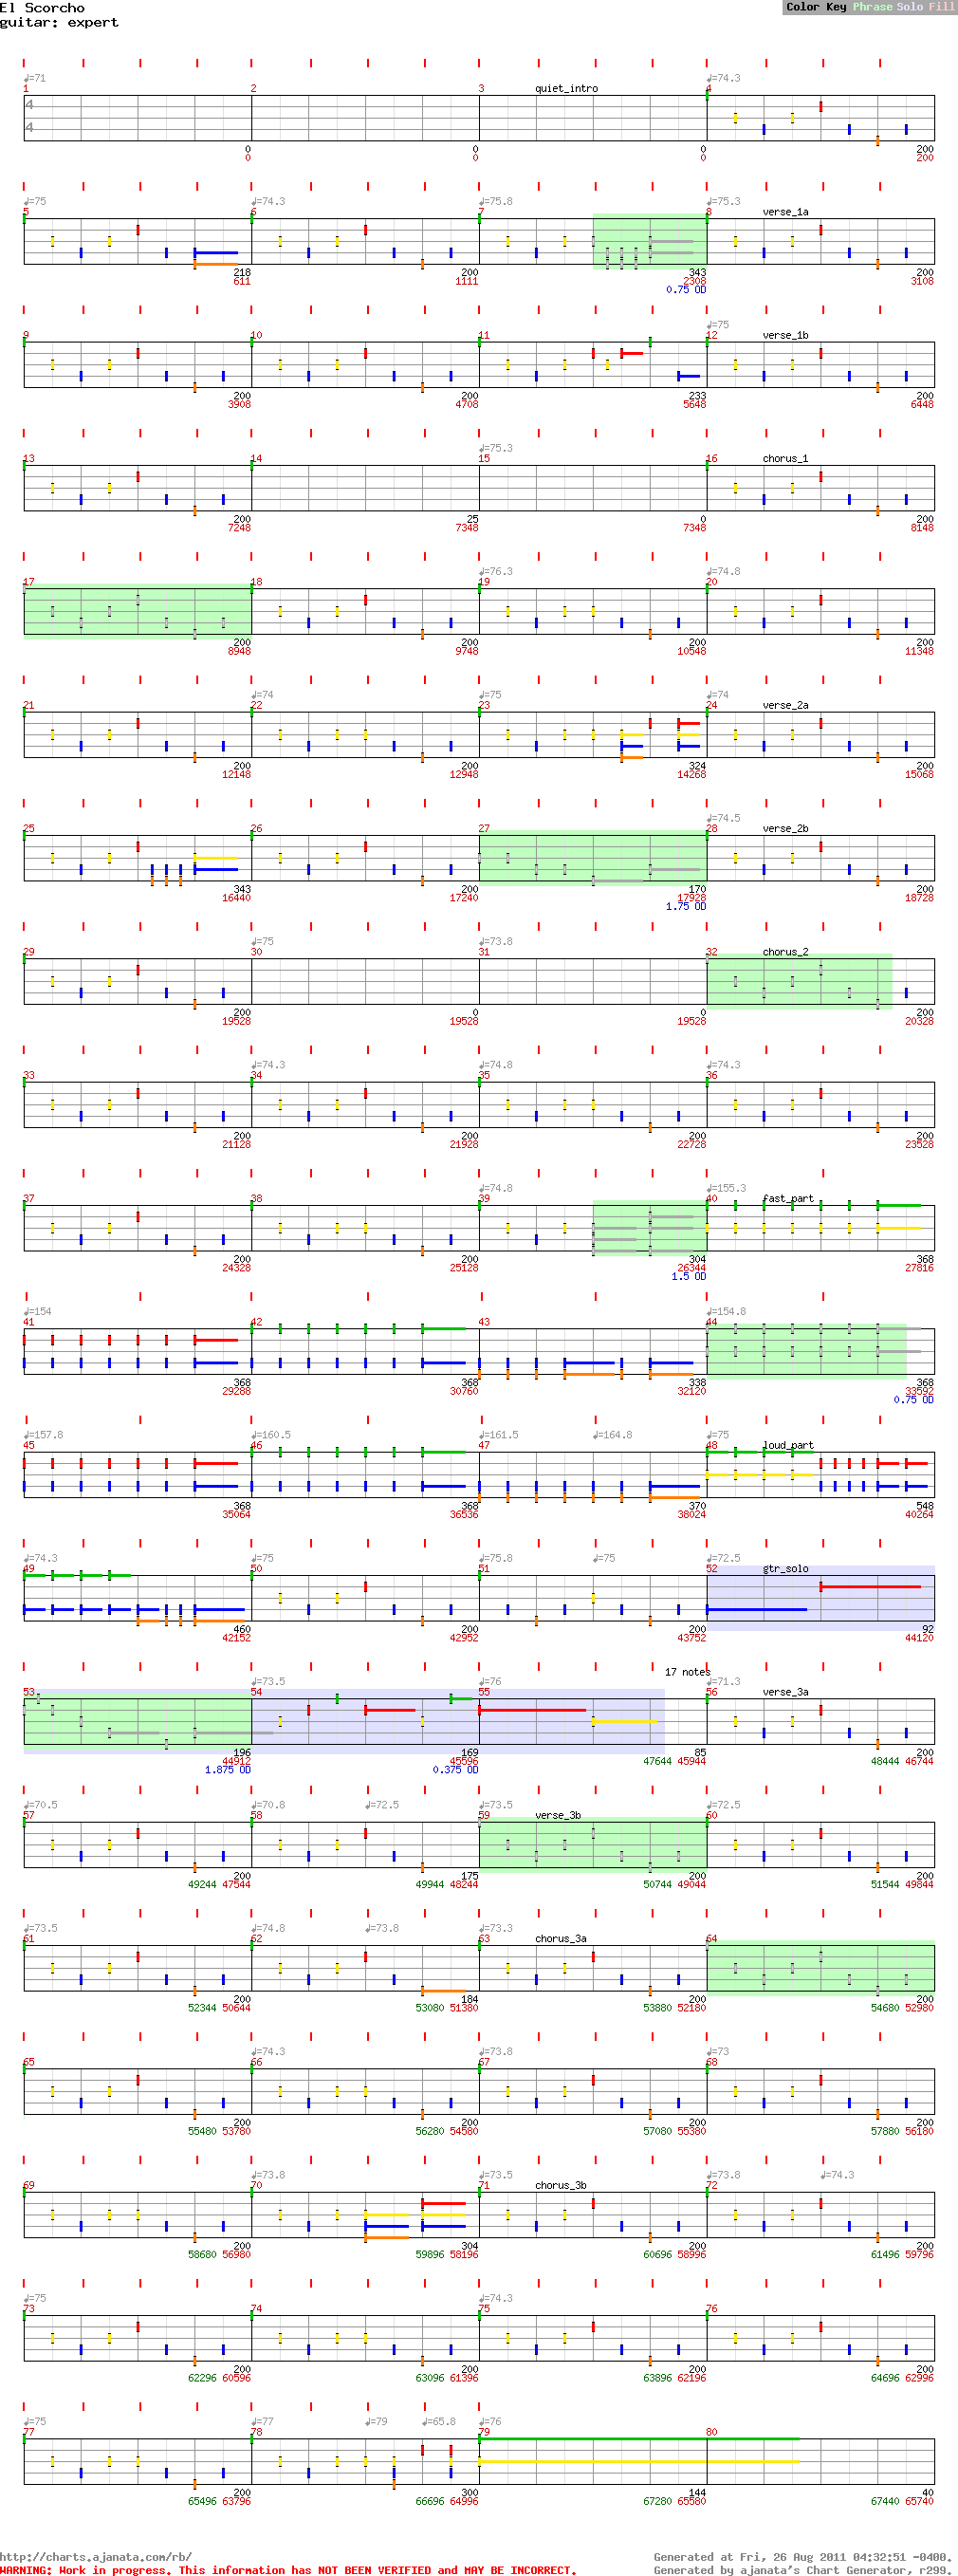 El Scorcho
guitar: expert
Color Key Phrase Solo Fill
♩=71 ♩=74.3
1 2 3 quiet_intro 4
4
4
0 0 0 200
0 0 0 200
♩=75 ♩=74.3 ♩=75.8 ♩=75.3
5 6 7 8 verse_1a
218 200 343 200
611 1111 2308 3108
0.75 OD
♩=75
9 10 11 12 verse_1b
200 200 233 200
3908 4708 5648 6448
♩=75.3
13 14 15 16 chorus_1
200 25 0 200
7248 7348 7348 8148
♩=76.3 ♩=74.8
17 18 19 20
200 200 200 200
8948 9748 10548 11348
♩=74 ♩=75 ♩=74
21 22 23 24 verse_2a
200 200 324 200
12148 12948 14268 15068
♩=74.5
25 26 27 28 verse_2b
343 200 170 200
16440 17240 17928 18728
1.75 OD
♩=75 ♩=73.8
29 30 31 32 chorus_2
200 0 0 200
19528 19528 19528 20328
♩=74.3 ♩=74.8 ♩=74.3
33 34 35 36
200 200 200 200
21128 21928 22728 23528
♩=74.8 ♩=155.3
37 38 39 40 fast_part
200 200 304 368
24328 25128 26344 27816
1.5 OD
♩=154 ♩=154.8
41 42 43 44
368 368 338 368
29288 30760 32120 33592
0.75 OD
♩=157.8 ♩=160.5 ♩=161.5 ♩=164.8 ♩=75
45 46 47 48 loud_part
368 368 370 548
35064 36536 38024 40264
♩=74.3 ♩=75 ♩=75.8 ♩=75 ♩=72.5
49 50 51 52 gtr_solo
460 200 200 92
42152 42952 43752 44120
17 notes
♩=73.5 ♩=76 ♩=71.3
53 54 55 56 verse_3a
196 169 85 200
44912 45596 47644 45944 48444 46744
1.875 OD 0.375 OD
♩=70.5 ♩=70.8 ♩=72.5 ♩=73.5 ♩=72.5
57 58 59 verse_3b 60
200 175 200 200
49244 47544 49944 48244 50744 49044 51544 49844
♩=73.5 ♩=74.8 ♩=73.8 ♩=73.3
61 62 63 chorus_3a 64
200 184 200 200
52344 50644 53080 51380 53880 52180 54680 52980
♩=74.3 ♩=73.8 ♩=73
65 66 67 68
200 200 200 200
55480 53780 56280 54580 57080 55380 57880 56180
♩=73.8 ♩=73.5 ♩=73.8 ♩=74.3
69 70 71 chorus_3b 72
200 304 200 200
58680 56980 59896 58196 60696 58996 61496 59796
♩=75 ♩=74.3
73 74 75 76
200 200 200 200
62296 60596 63096 61396 63896 62196 64696 62996
♩=75 ♩=77 ♩=79 ♩=65.8 ♩=76
77 78 79 80
200 300 144 40
65496 63796 66696 64996 67280 65580 67440 65740
http://charts.ajanata.com/rb/ Generated at Fri, 26 Aug 2011 04:32:51 -0400.
WARNING: Work in progress. This information has NOT BEEN VERIFIED and MAY BE INCORRECT. Generated by ajanata's Chart Generator, r299.